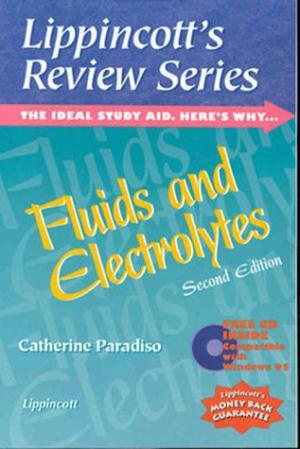 Lippincott's
Review Series
THE IDEAL STUDY AID. HERE'S WHY...
Fluids and
Electrolytes
Second Edition
Catherine Paradiso
FREE CD
INSIDE
Compatible
with
Windows 95
Lippincott
Lippincott's
MONEY BACK
GUARANTEE